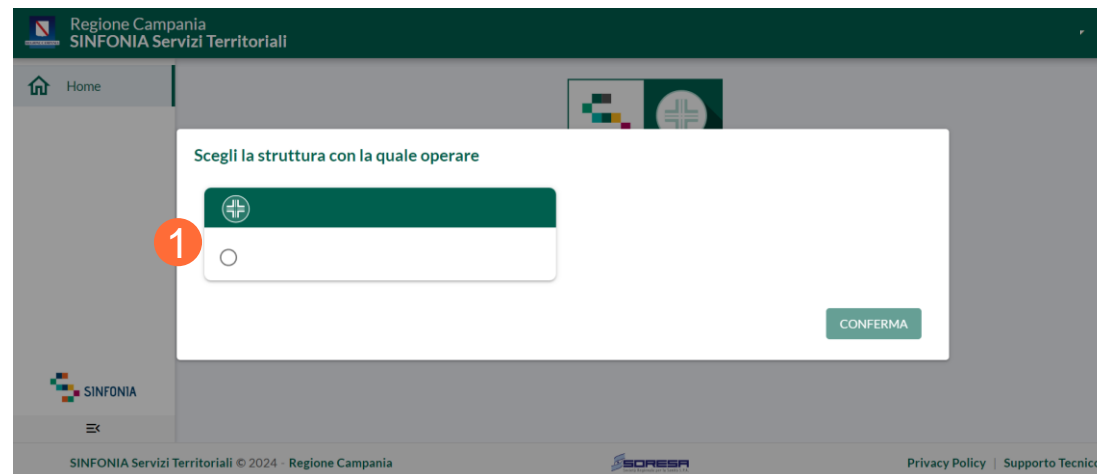 Regione Campania
SINFONIA Servizi Territoriali
Home
Scegli la struttura con la quale operare
1
CONFERMA
SINFONIA
SINFONIA Servizi Territoriali © 2024 - Regione Campania
SORESA
Privacy Policy | Supporto Tecnico